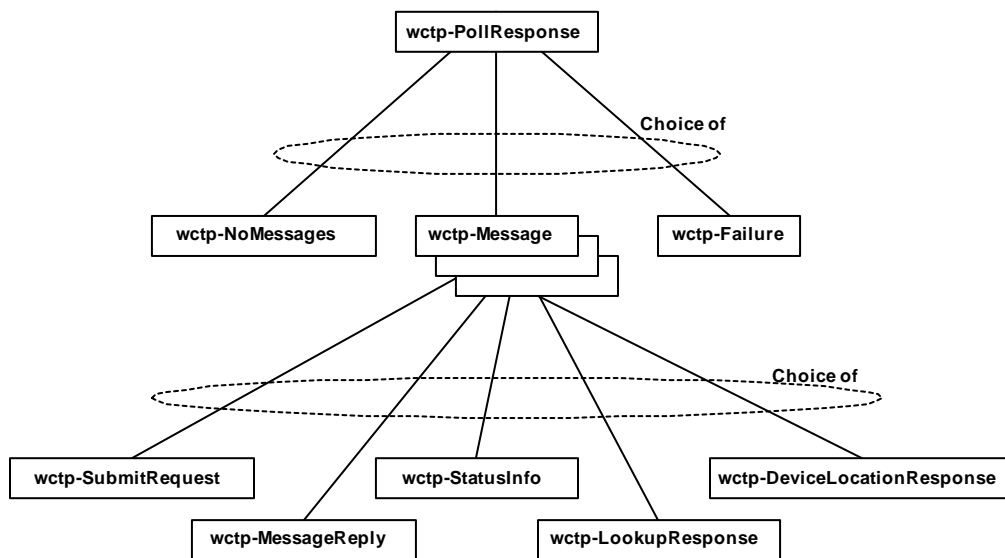 wctp-PollResponse
Choice of
wctp-NoMessages
wctp-Message
wctp-Failure
Choice of
wctp-SubmitRequest
wctp-StatusInfo
wctp-DeviceLocationResponse
wctp-MessageReply
wctp-LookupResponse